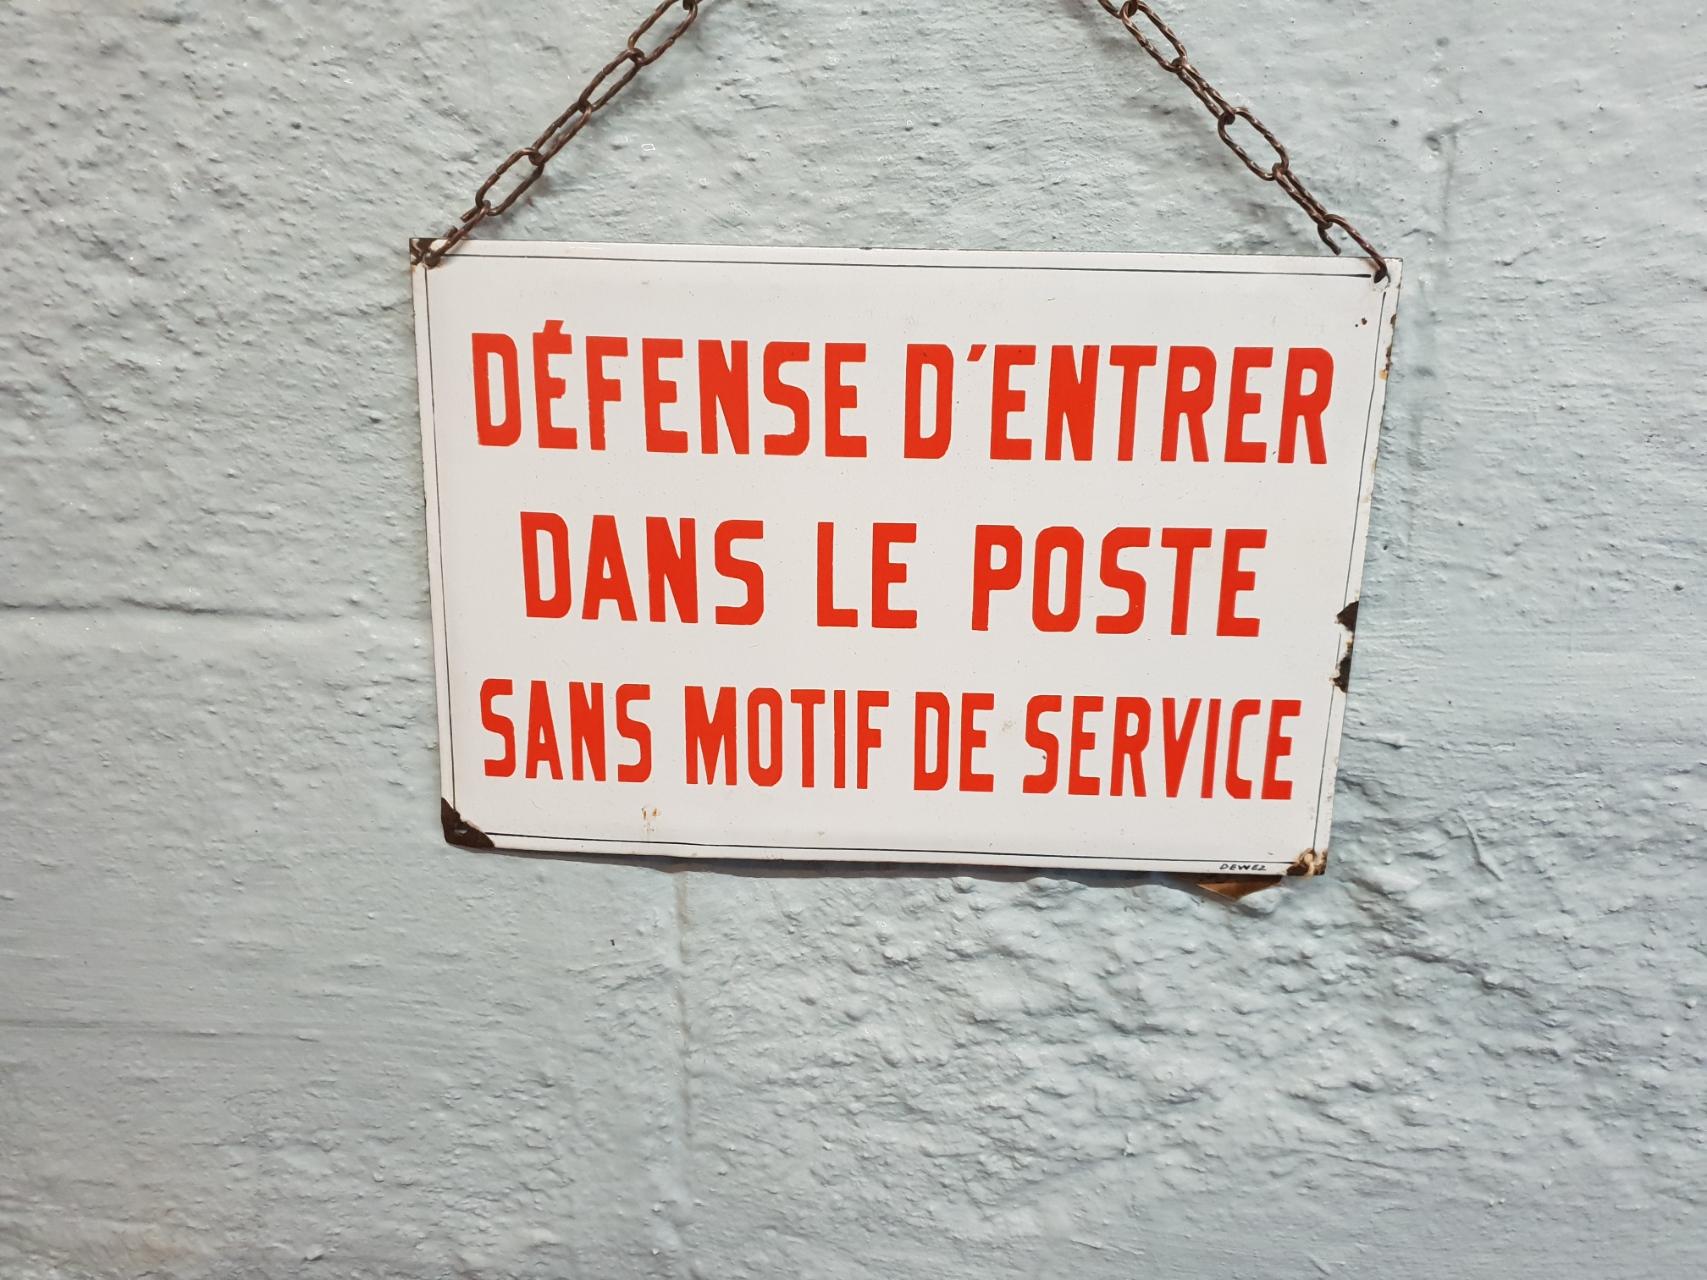 DÉFENSE D'ENTRER
DANS LE POSTE
SANS MOTIF DE SERVICE
DEWEZ